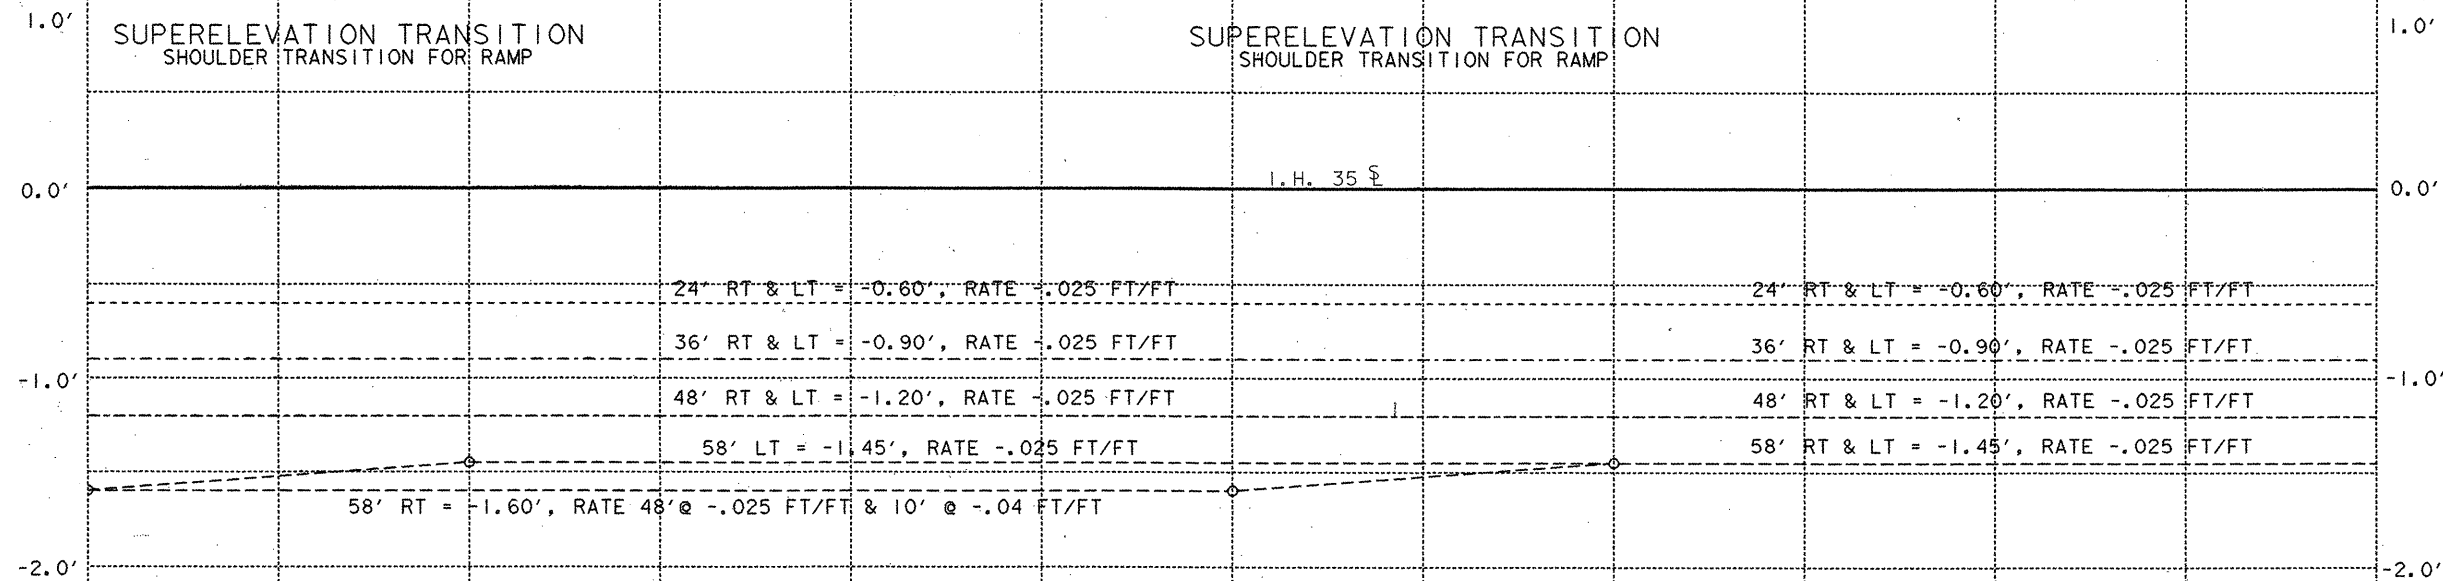 1.0'
SUPERELEVATION TRANSITION
SHOULDER TRANSITION FOR RAMP
SUPERELEVATION TRANSITION
SHOULDER TRANSITION FOR RAMP
1.0'
0.0'
I.H. 35 ℄
0.0'
24' RT & LT = -0.60', RATE -.025 FT/FT
24' RT & LT = -0.60', RATE -.025 FT/FT
36' RT & LT = -0.90', RATE -.025 FT/FT
36' RT & LT = -0.90', RATE -.025 FT/FT
-1.0'
-1.0'
48' RT & LT = -1.20', RATE -.025 FT/FT
48' RT & LT = -1.20', RATE -.025 FT/FT
58' LT = -1.45', RATE -.025 FT/FT
58' RT & LT = -1.45', RATE -.025 FT/FT
58' RT = -1.60', RATE 48'@ -.025 FT/FT & 10' @ -.04 FT/FT
-2.0'
-2.0'